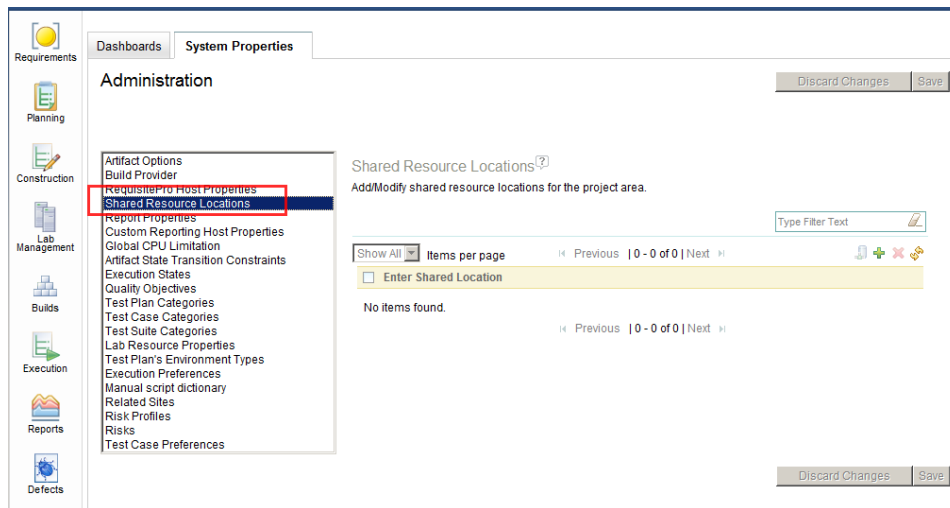 Requirements
Planning
Construction
Lab
Management
Builds
Execution
Reports
Defects
Dashboards
System Properties
Administration
Discard Changes
Save
Artifact Options
Build Provider
RequisitePro Host Properties
Shared Resource Locations
Report Properties
Custom Reporting Host Properties
Global CPU Limitation
Artifact State Transition Constraints
Execution States
Quality Objectives
Test Plan Categories
Test Case Categories
Test Suite Categories
Lab Resource Properties
Test Plan's Environment Types
Execution Preferences
Manual script dictionary
Related Sites
Risk Profiles
Risks
Test Case Preferences
Shared Resource Locations ?
Add/Modify shared resource locations for the project area.
Type Filter Text
Show All Items per page Previous | 0 - 0 of 0 | Next
Enter Shared Location
No items found.
Previous | 0 - 0 of 0 | Next
Discard Changes
Save